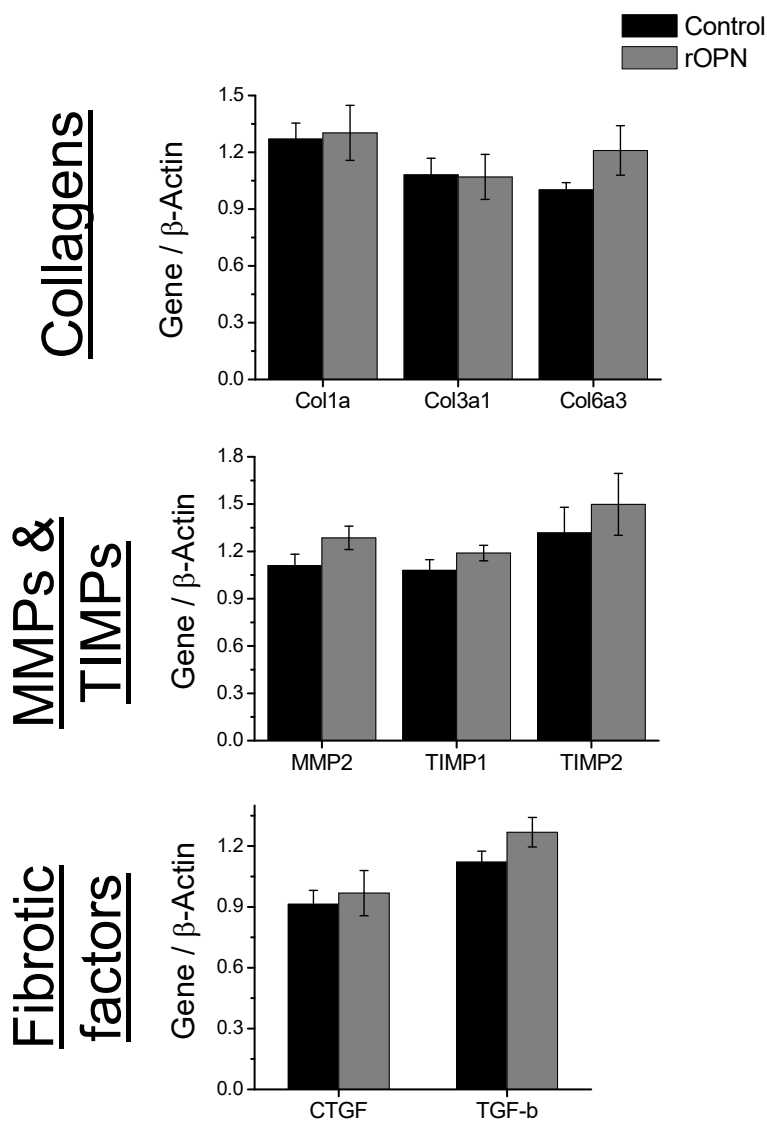 Control
rOPN
Collagens
Gene / β-Actin
1.5
1.2
0.9
0.6
0.3
0.0
Col1a Col3a1 Col6a3
MMPs &
TIMPs
Gene / β-Actin
1.8
1.5
1.2
0.9
0.6
0.3
0.0
MMP2 TIMP1 TIMP2
Fibrotic
factors
Gene / β-Actin
1.2
0.9
0.6
0.3
0.0
CTGF TGF-b